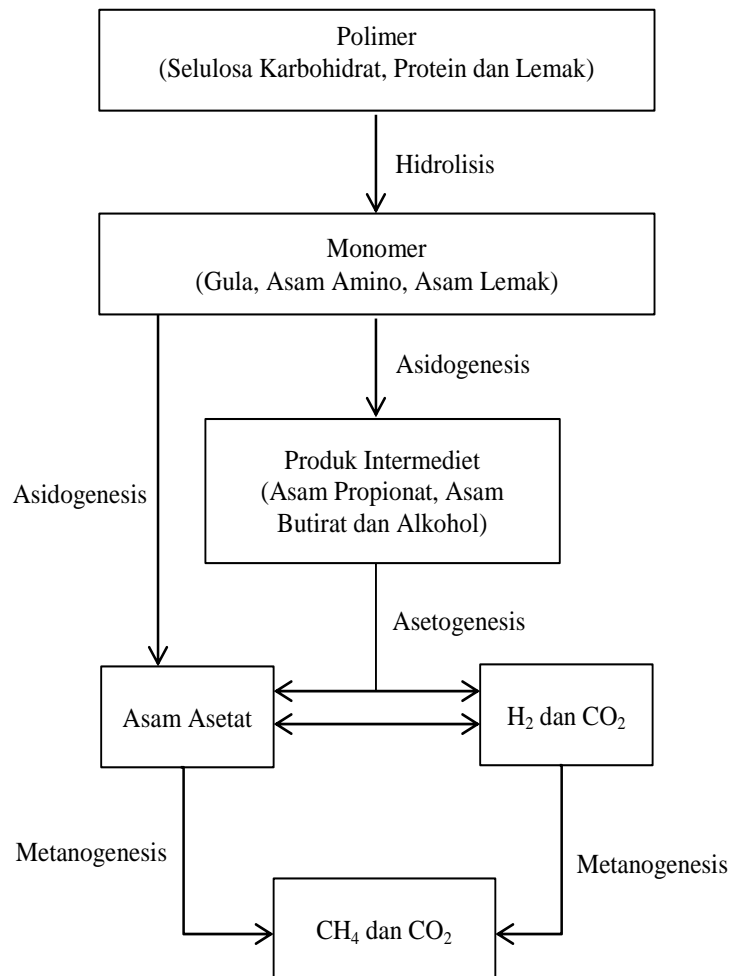 Polimer
(Selulosa Karbohidrat, Protein dan Lemak)
Hidrolisis
Monomer
(Gula, Asam Amino, Asam Lemak)
Asidogenesis
Produk Intermediet
(Asam Propionat, Asam
Butirat dan Alkohol)
Asidogenesis
Asetogenesis
Asam Asetat
H₂ dan CO₂
Metanogenesis
Metanogenesis
CH₄ dan CO₂